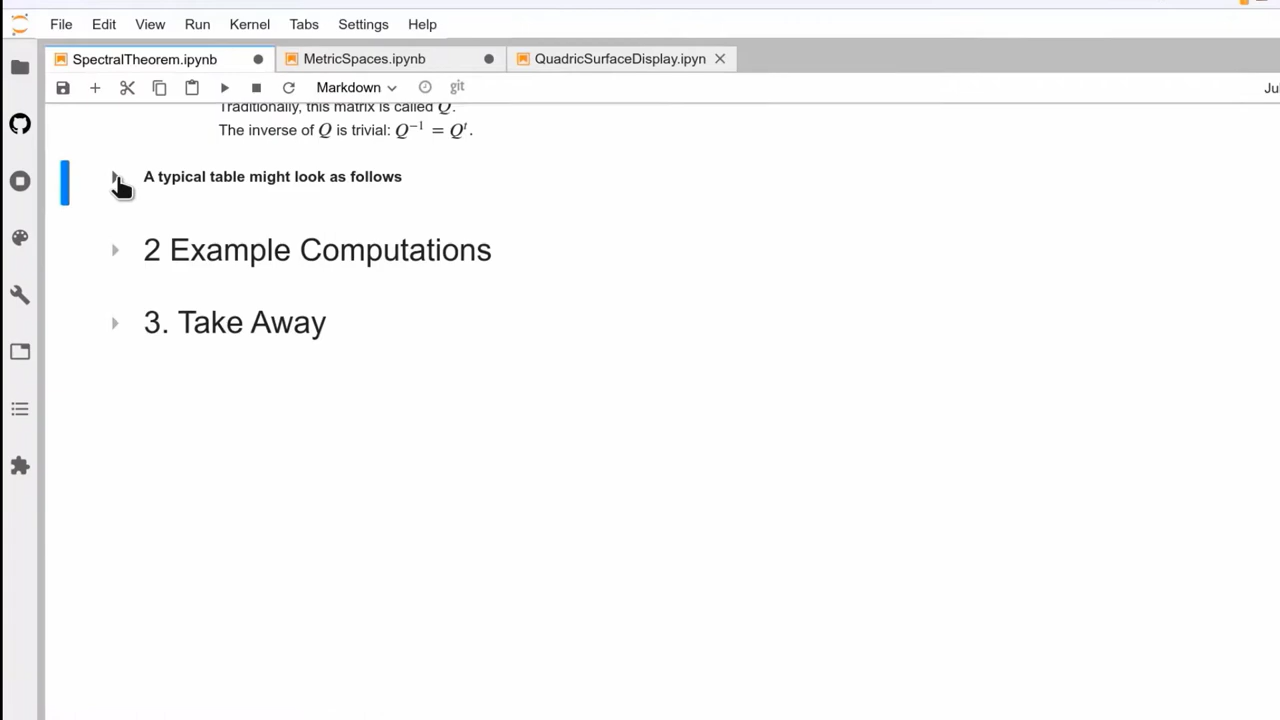 File Edit View Run Kernel Tabs Settings Help
SpectralTheorem.ipynb MetricSpaces.ipynb QuadricSurfaceDisplay.ipyn
Markdown git Ju
Traditionally, this matrix is called Q.
The inverse of Q is trivial: Q⁻¹ = Qᵗ.
A typical table might look as follows
2 Example Computations
3. Take Away